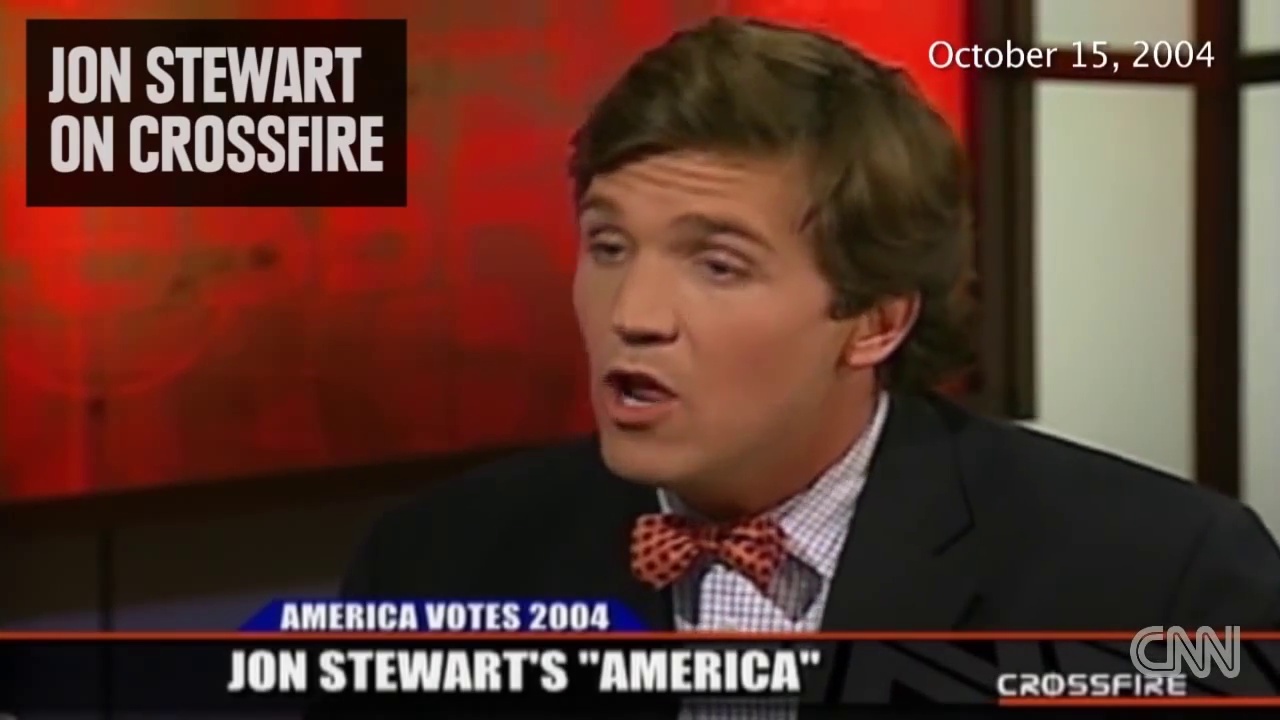 JON STEWART
ON CROSSFIRE
October 15, 2004
AMERICA VOTES 2004
JON STEWART'S "AMERICA"
CROSSFIRE
CNN